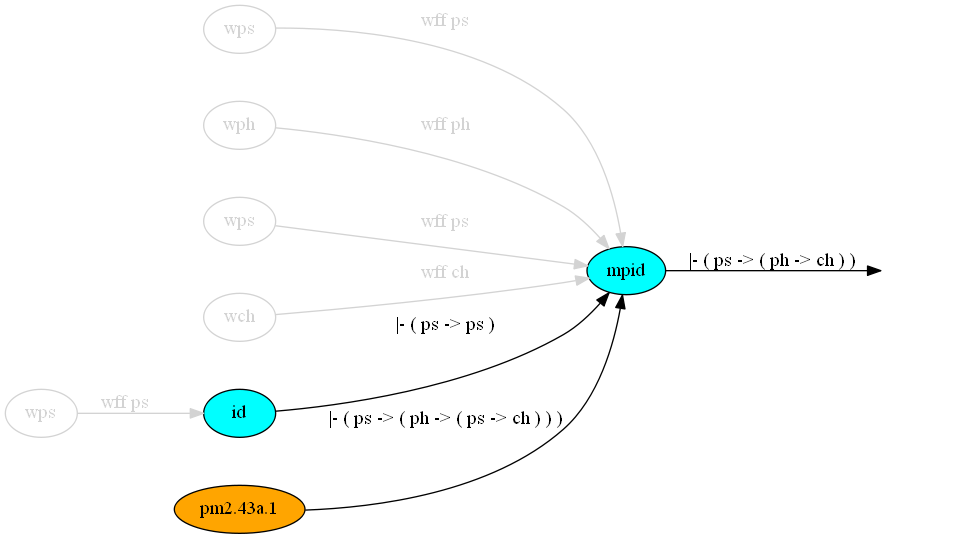 wps
wff ps
wph
wff ph
wps
wff ps
mpid
|- ( ps -> ( ph -> ch ) )
wff ch
wch
|- ( ps -> ps )
wps
wff ps
id
|- ( ps -> ( ph -> ( ps -> ch ) ) )
pm2.43a.1